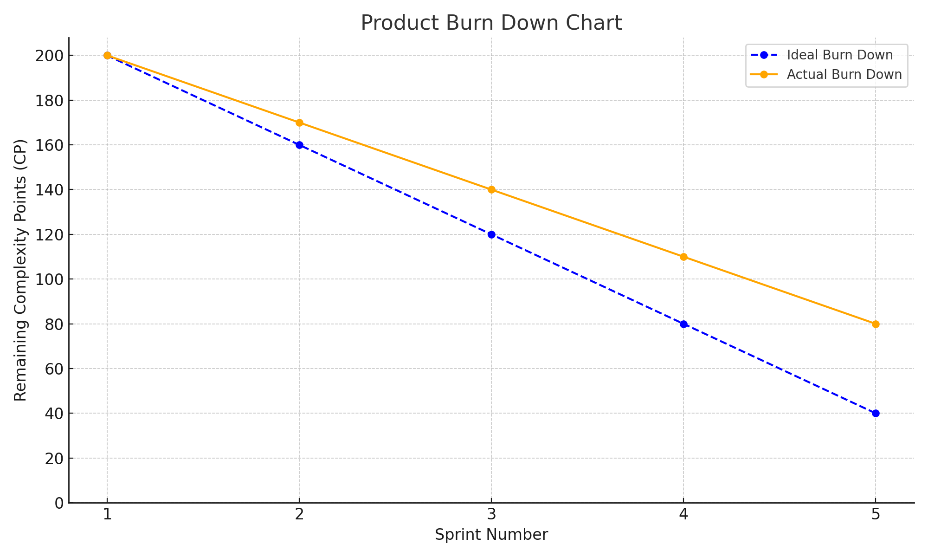 Product Burn Down Chart
Ideal Burn Down
Actual Burn Down
Remaining Complexity Points (CP)
200
180
160
140
120
100
80
60
40
20
0
1 2 3 4 5
Sprint Number